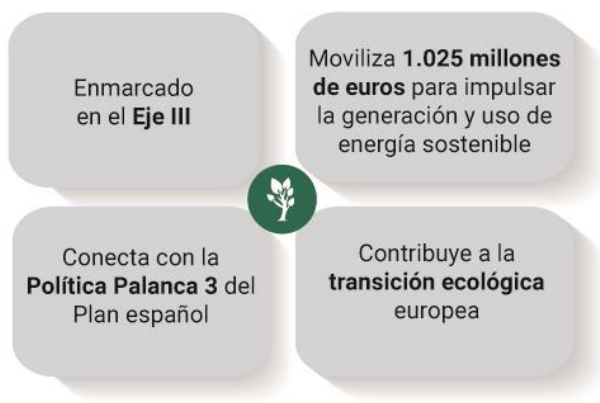 Enmarcado
en el Eje III
Moviliza 1.025 millones
de euros para impulsar
la generación y uso de
energía sostenible
Conecta con la
Política Palanca 3 del
Plan español
Contribuye a la
transición ecológica
europea